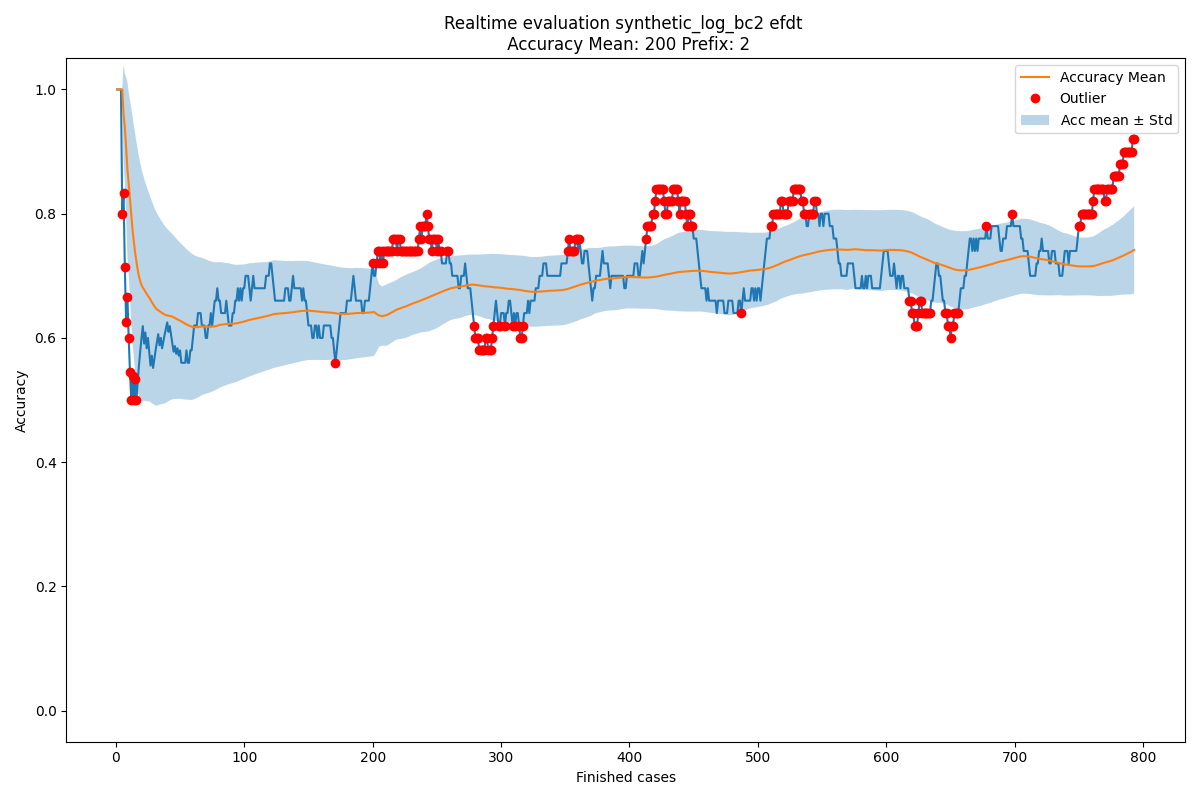 Realtime evaluation synthetic_log_bc2 efdt
Accuracy Mean: 200 Prefix: 2
Accuracy Mean
Outlier
Acc mean ± Std
1.0
0.8
0.6
0.4
0.2
0.0
Accuracy
0 100 200 300 400 500 600 700 800
Finished cases